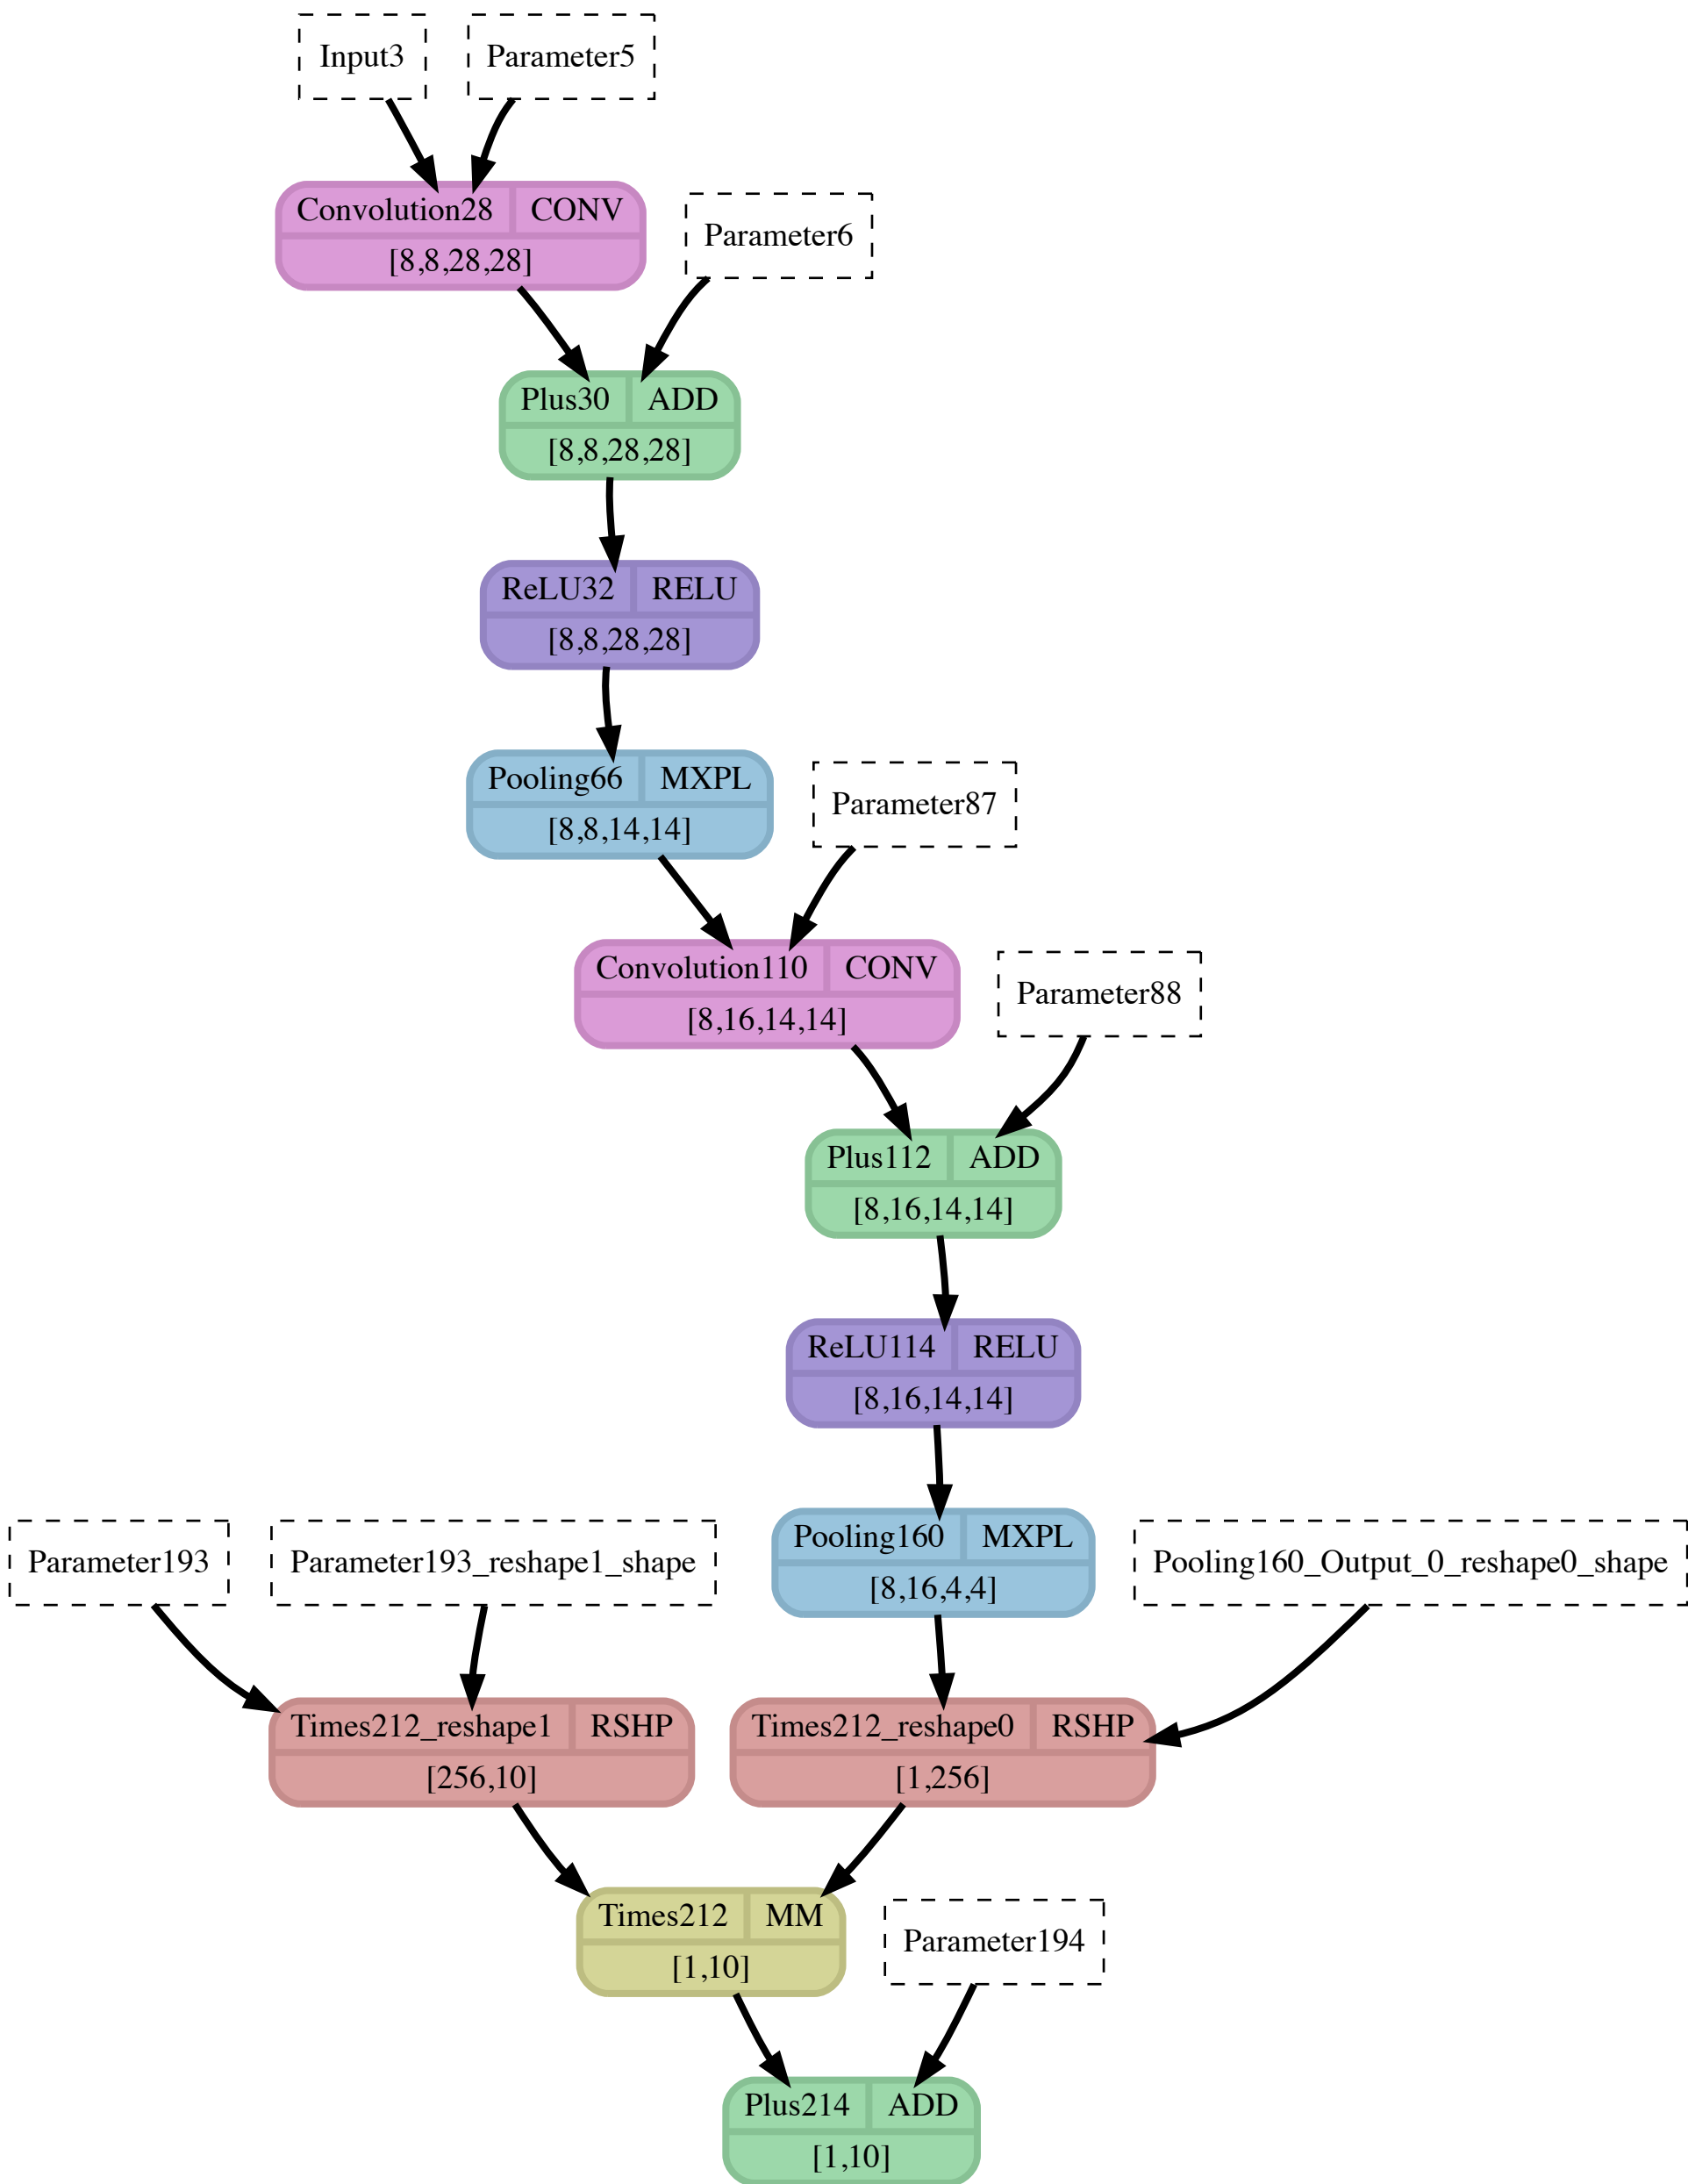 Input3
Parameter5
Convolution28 CONV
[8,8,28,28]
Parameter6
Plus30 ADD
[8,8,28,28]
ReLU32 RELU
[8,8,28,28]
Pooling66 MXPL
[8,8,14,14]
Parameter87
Convolution110 CONV
[8,16,14,14]
Parameter88
Plus112 ADD
[8,16,14,14]
ReLU114 RELU
[8,16,14,14]
Parameter193
Parameter193_reshape1_shape
Pooling160 MXPL
[8,16,4,4]
Pooling160_Output_0_reshape0_shape
Times212_reshape1 RSHP
[256,10]
Times212_reshape0 RSHP
[1,256]
Times212 MM
[1,10]
Parameter194
Plus214 ADD
[1,10]